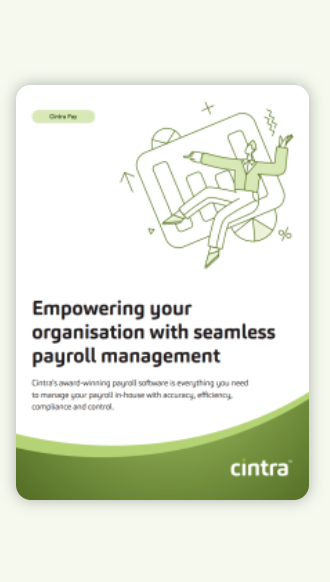 Cintra Pay
%
Empowering your
organisation with seamless
payroll management
Cintra's award-winning payroll software is everything you need
to manage your payroll in-house with accuracy, efficiency,
compliance and control.
cintra